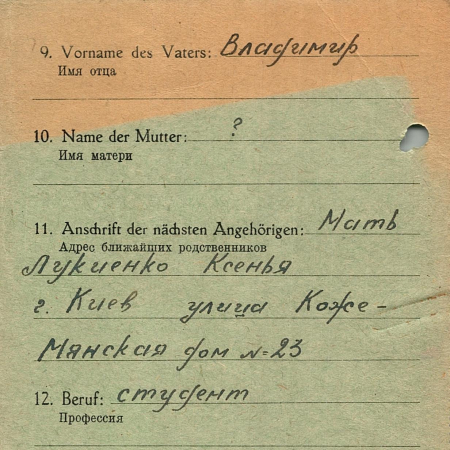 9. Vorname des Vaters: Владимир
Имя отца
10. Name der Mutter: ?
Имя матери
11. Anschrift der nächsten Angehörigen: Мать
Адрес ближайших родственников
Лукиенко Ксенья
г. Киев улица Коже-
мянская дом № 23
12. Beruf: студент
Профессия